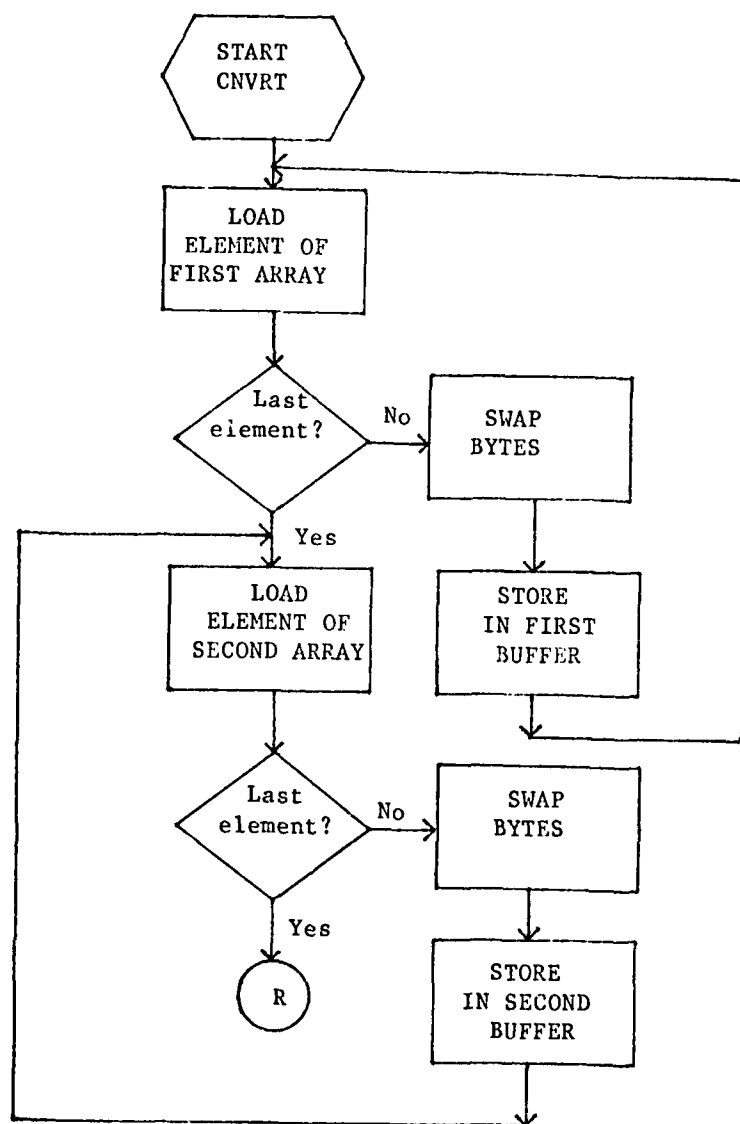 START
CNVRT
LOAD
ELEMENT OF
FIRST ARRAY
Last
element?
No
SWAP
BYTES
STORE
IN FIRST
BUFFER
Yes
LOAD
ELEMENT OF
SECOND ARRAY
Last
element?
No
SWAP
BYTES
STORE
IN SECOND
BUFFER
Yes
R